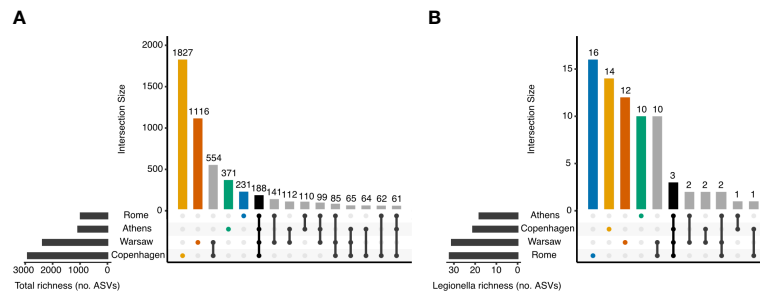 A
B
2000
1500
1000
500
0
Intersection Size
1827
1116
554
371
231
188
141
112
110
99
85
65
64
62
61
Rome
Athens
Warsaw
Copenhagen
3000 2000 1000 0
Total richness (no. ASVs)
15
10
5
0
Intersection Size
16
14
12
10
10
3
2
2
2
1
1
Athens
Copenhagen
Warsaw
Rome
30 20 10 0
Legionella richness (no. ASVs)